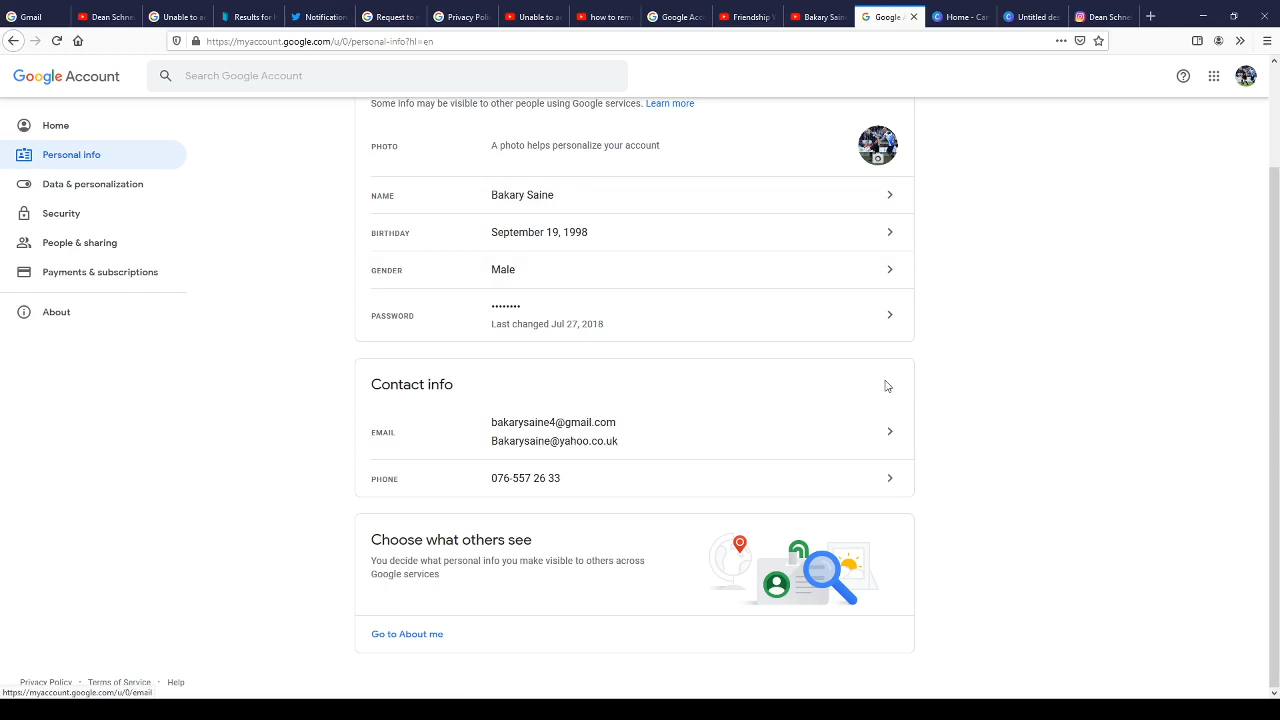 Gmail
Dean Schne
Unable to a
Results for
Notification
Request to r
Privacy Poli
Unable to a
how to rem
Google Acc
Friendship V
Bakary Sain
Google A
Home - Can
Untitled des
Dean Schne
https://myaccount.google.com/u/0/personal-info?hl=en
Google Account
Search Google Account
Some info may be visible to other people using Google services. Learn more
Home
Personal info
Data & personalization
Security
People & sharing
Payments & subscriptions
About
PHOTO
A photo helps personalize your account
NAME
Bakary Saine
BIRTHDAY
September 19, 1998
GENDER
Male
PASSWORD
••••••••
Last changed Jul 27, 2018
Contact info
EMAIL
bakarysaine4@gmail.com
Bakarysaine@yahoo.co.uk
PHONE
076-557 26 33
Choose what others see
You decide what personal info you make visible to others across
Google services
Go to About me
Privacy Policy · Terms of Service · Help
https://myaccount.google.com/u/0/email